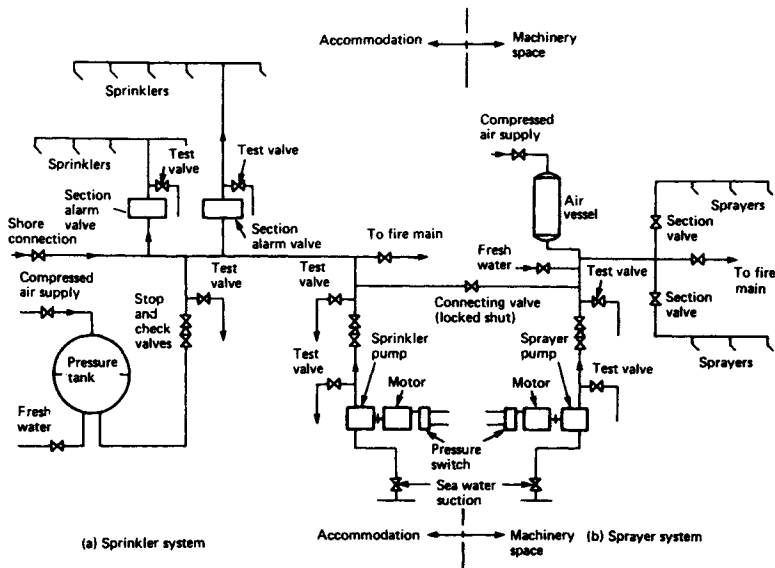 Accommodation
Machinery
space
Sprinklers
Compressed
air supply
Sprinklers
Test
valve
Test valve
Air
vessel
Sprayers
Section
alarm
valve
Section
valve
Shore
connection
Section
alarm valve
To fire main
Fresh
water
Test valve
To fire
main
Compressed
air supply
Stop
and
check
valves
Test
valve
Test
valve
Connecting valve
(locked shut)
Section
valve
Pressure
tank
Sprinkler
pump
Sprayer
pump
Sprayers
Test
valve
Motor
Motor
Test valve
Fresh
water
Pressure
switch
Sea water
suction
(a) Sprinkler system
Accommodation
Machinery
space
(b) Sprayer system